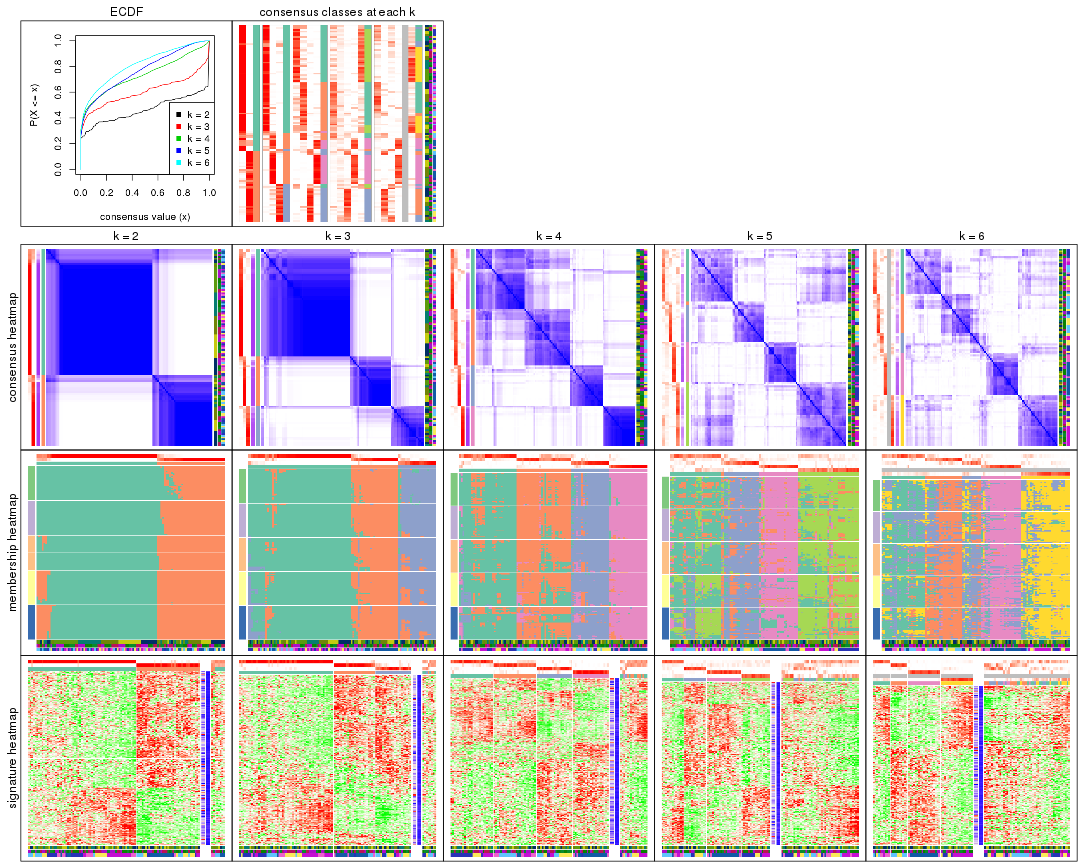 ECDF
consensus classes at each k
P(X <= x)
0.0
0.2
0.4
0.6
0.8
1.0
k = 2
k = 3
k = 4
k = 5
k = 6
0.0 0.2 0.4 0.6 0.8 1.0
consensus value (x)
k = 2
k = 3
k = 4
k = 5
k = 6
consensus heatmap
membership heatmap
signature heatmap